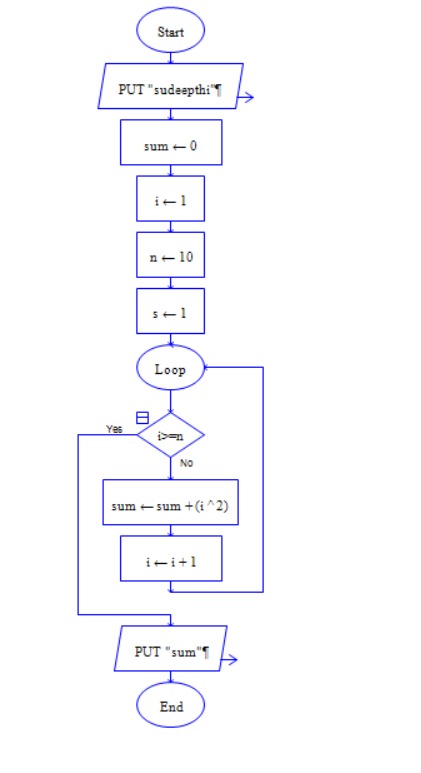 Start
PUT "sudeepthi"¶
sum ← 0
i ← 1
n ← 10
s ← 1
Loop
Yes
i>=n
No
sum ← sum +(i ^2)
i ← i + 1
PUT "sum"¶
End